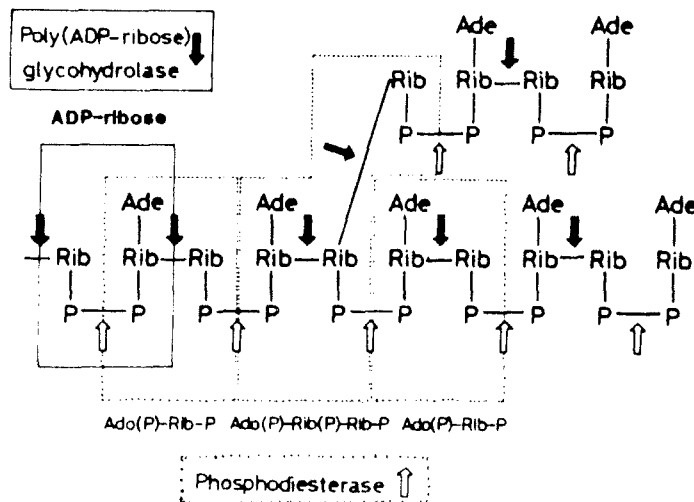 Poly(ADP-ribose)
glycohydrolase
ADP-ribose
Ade Ade
Rib Rib Rib Rib
P P P P
Ade Ade Ade Ade Ade
Rib Rib Rib Rib Rib Rib Rib Rib Rib Rib
P P P P P P P P P P
Ado(P)-Rib-P Ado(P)-Rib(P)-Rib-P Ado(P)-Rib-P
Phosphodiesterase